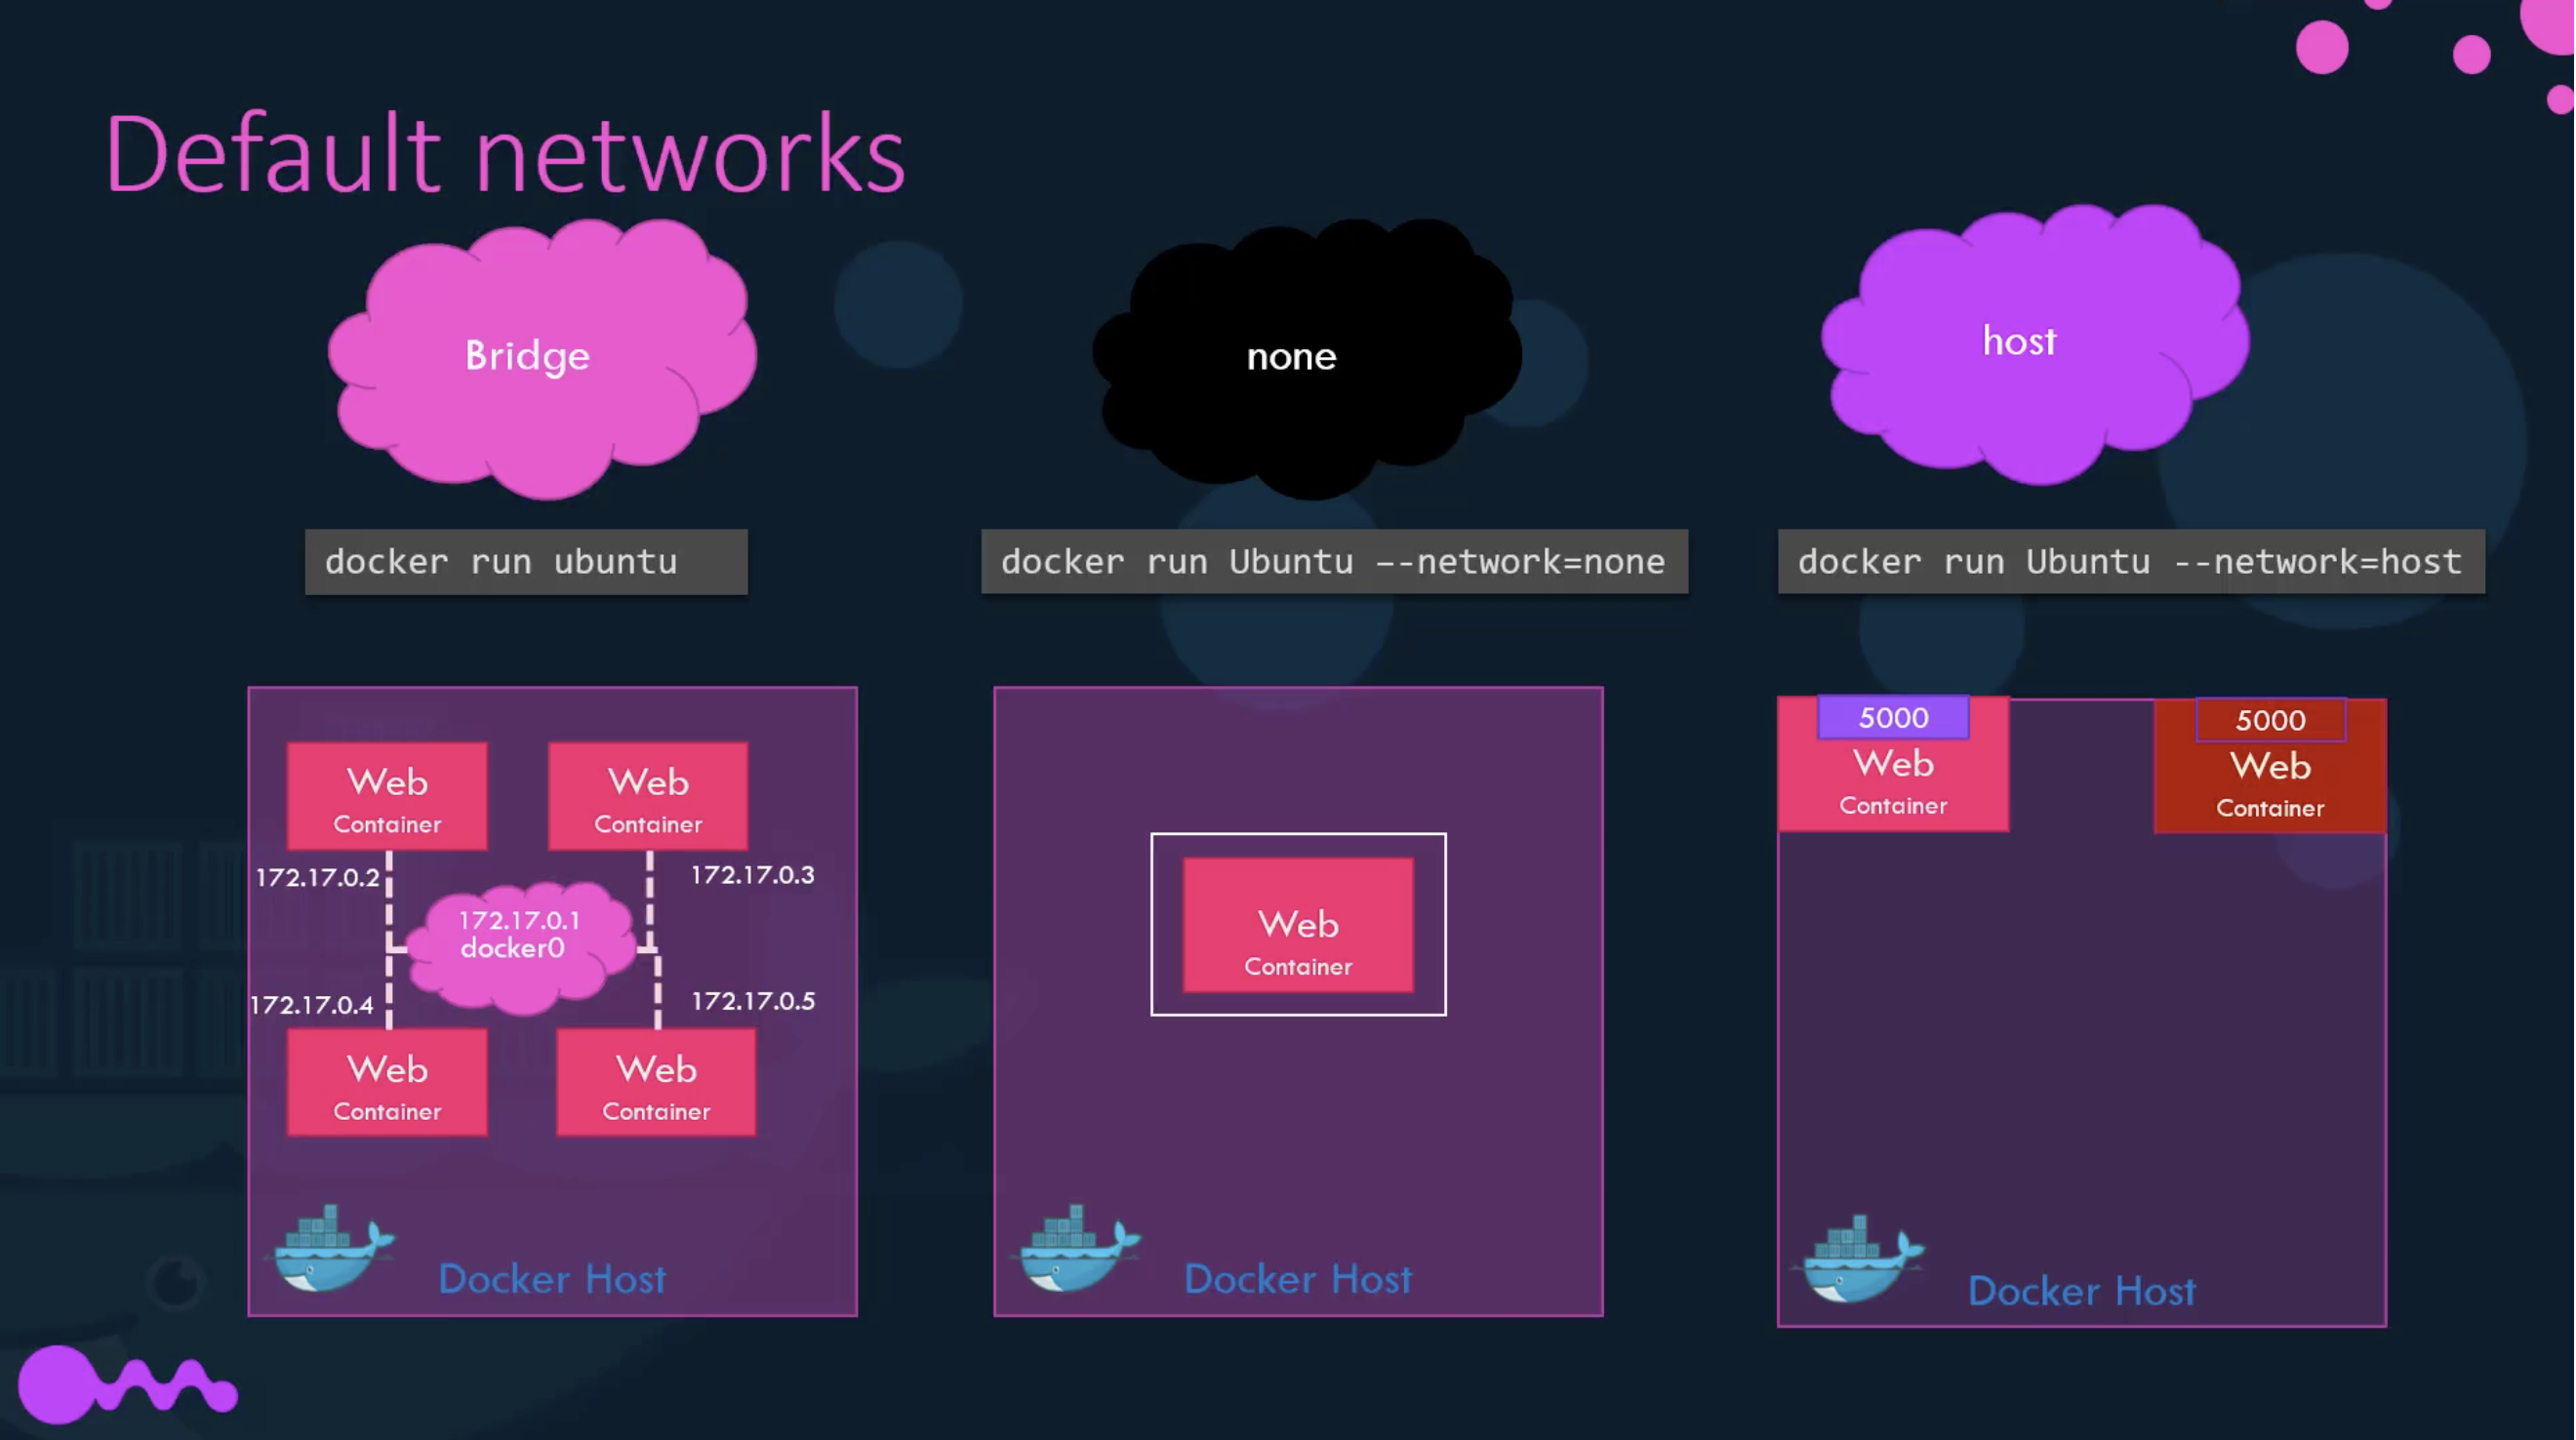 Default networks
Bridge
none
host
docker run ubuntu
docker run Ubuntu --network=none
docker run Ubuntu --network=host
Web
Container
Web
Container
172.17.0.2
172.17.0.3
172.17.0.1
docker0
172.17.0.4
172.17.0.5
Web
Container
Web
Container
Docker Host
Web
Container
Docker Host
5000
Web
Container
5000
Web
Container
Docker Host